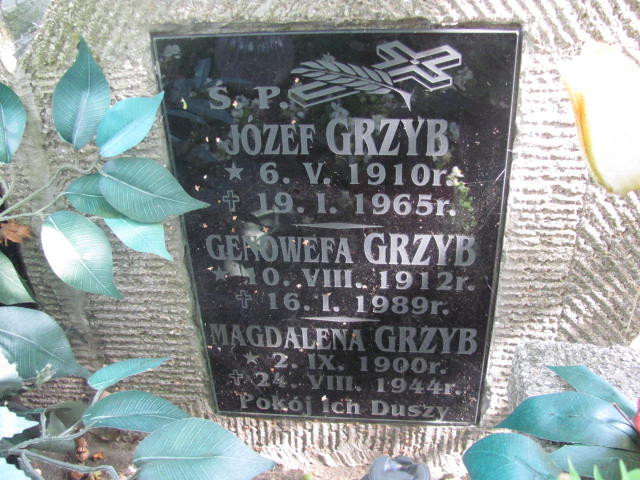 Ś. P.
JÓZEF GRZYB
★ 6. V. 1910r.
✝ 19. I. 1965r.
GENOWEFA GRZYB
★ 10. VIII. 1912r.
✝ 16. I. 1989r.
MAGDALENA GRZYB
★ 2. IX. 1900r.
✝ 24. VIII. 1944r.
Pokój ich Duszy